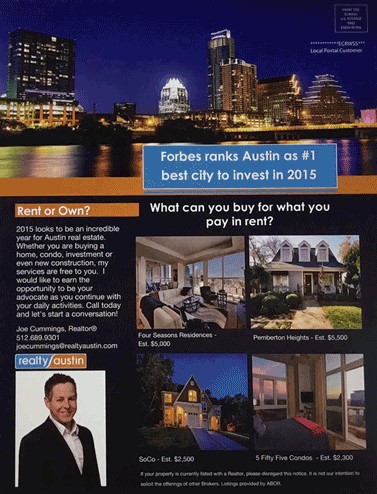 PRSRT STD
ECRWSS
U.S. POSTAGE
PAID
EDDM RETAIL
************ECRWSS**
Local Postal Customer
Forbes ranks Austin as #1
best city to invest in 2015
Rent or Own?
What can you buy for what you
pay in rent?
2015 looks to be an incredible
year for Austin real estate.
Whether you are buying a
home, condo, investment or
even new construction, my
services are free to you. I
would like to earn the
opportunity to be your
advocate as you continue with
your daily activities. Call today
and let's start a conversation!
Joe Cummings, Realtor®
512.689.9301
joecummings@realtyaustin.com
realty/austin
Four Seasons Residences -
Est. $5,000
Pemberton Heights - Est. $5,500
SoCo - Est. $2,500
5 Fifty Five Condos - Est. $2,300
If your property is currently listed with a Realtor, please disregard this notice. It is not our intention to
solicit the offerings of other Brokers. Listings provided by ABOR.